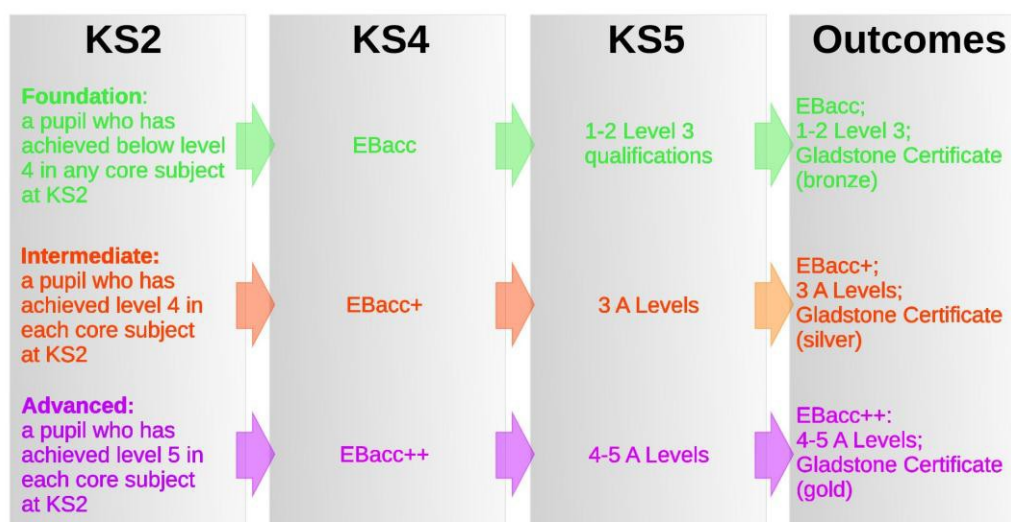 KS2
KS4
KS5
Outcomes
Foundation:
a pupil who has
achieved below level
4 in any core subject
at KS2
EBacc
1-2 Level 3
qualifications
EBacc;
1-2 Level 3;
Gladstone Certificate
(bronze)
Intermediate:
a pupil who has
achieved level 4 in
each core subject
at KS2
EBacc+
3 A Levels
EBacc+;
3 A Levels;
Gladstone Certificate
(silver)
Advanced:
a pupil who has
achieved level 5 in
each core subject
at KS2
EBacc++
4-5 A Levels
EBacc++:
4-5 A Levels;
Gladstone Certificate
(gold)